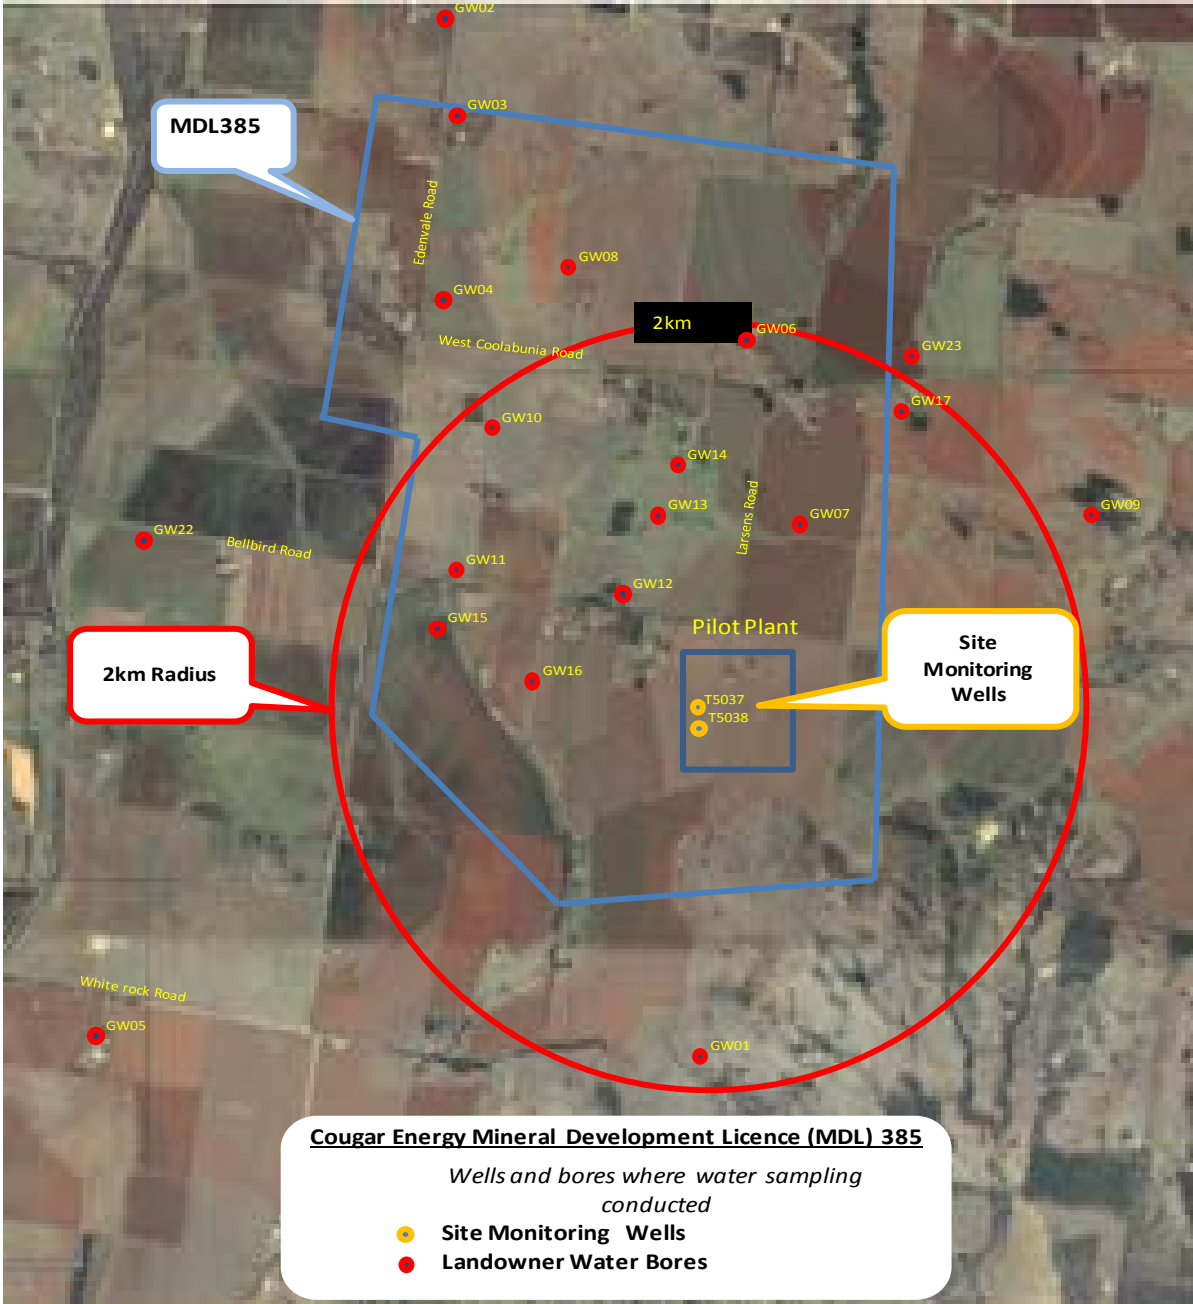 GW02
GW03
MDL385
Edenvale Road
GW08
GW04
2km
GW06
West Coolabunia Road
GW23
GW17
GW10
GW14
Larsens Road
GW13
GW07
GW09
GW22
Bellbird Road
GW11
GW12
GW15
Pilot Plant
Site
Monitoring
Wells
2km Radius
GW16
T5037
T5038
White rock Road
GW05
GW01
Cougar Energy Mineral Development Licence (MDL) 385
Wells and bores where water sampling
conducted
Site Monitoring Wells
Landowner Water Bores